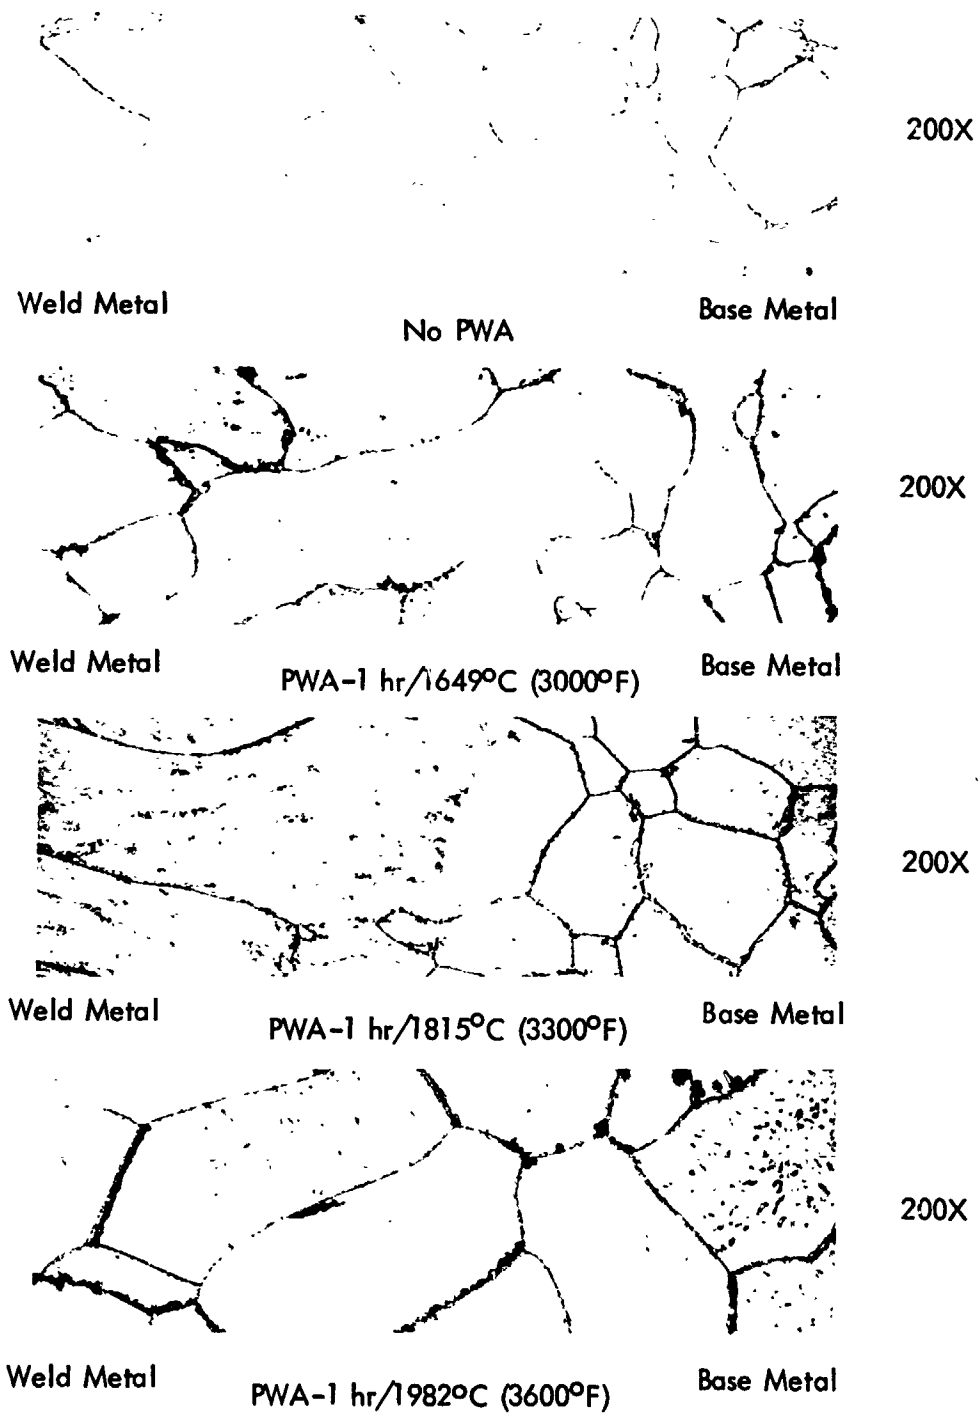 200X
Weld Metal
Base Metal
No PWA
200X
Weld Metal
Base Metal
PWA-1 hr/1649°C (3000°F)
200X
Weld Metal
Base Metal
PWA-1 hr/1815°C (3300°F)
200X
Weld Metal
Base Metal
PWA-1 hr/1982°C (3600°F)